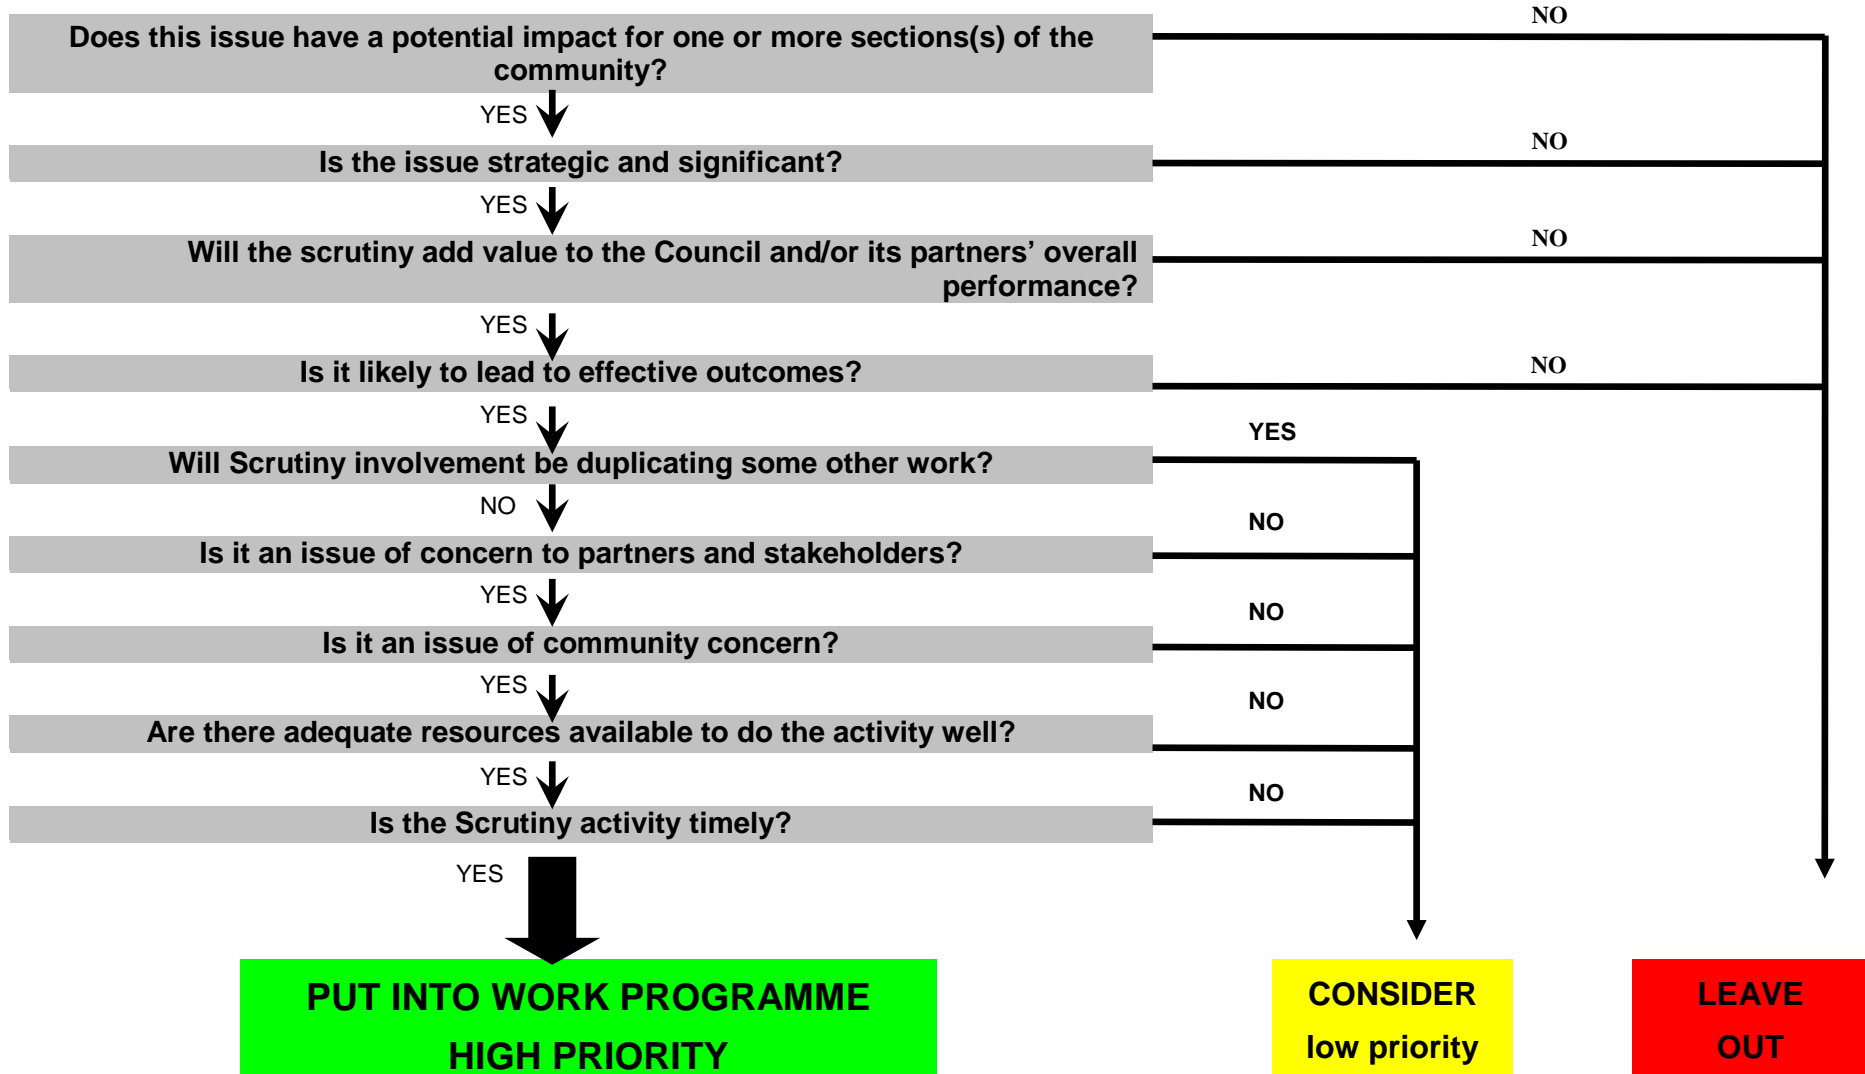 NO
Does this issue have a potential impact for one or more sections(s) of the
community?
YES
NO
Is the issue strategic and significant?
YES
NO
Will the scrutiny add value to the Council and/or its partners’ overall
performance?
YES
NO
Is it likely to lead to effective outcomes?
YES
YES
Will Scrutiny involvement be duplicating some other work?
NO
NO
Is it an issue of concern to partners and stakeholders?
YES
NO
Is it an issue of community concern?
YES
NO
Are there adequate resources available to do the activity well?
YES
NO
Is the Scrutiny activity timely?
YES
PUT INTO WORK PROGRAMME
HIGH PRIORITY
CONSIDER
low priority
LEAVE
OUT